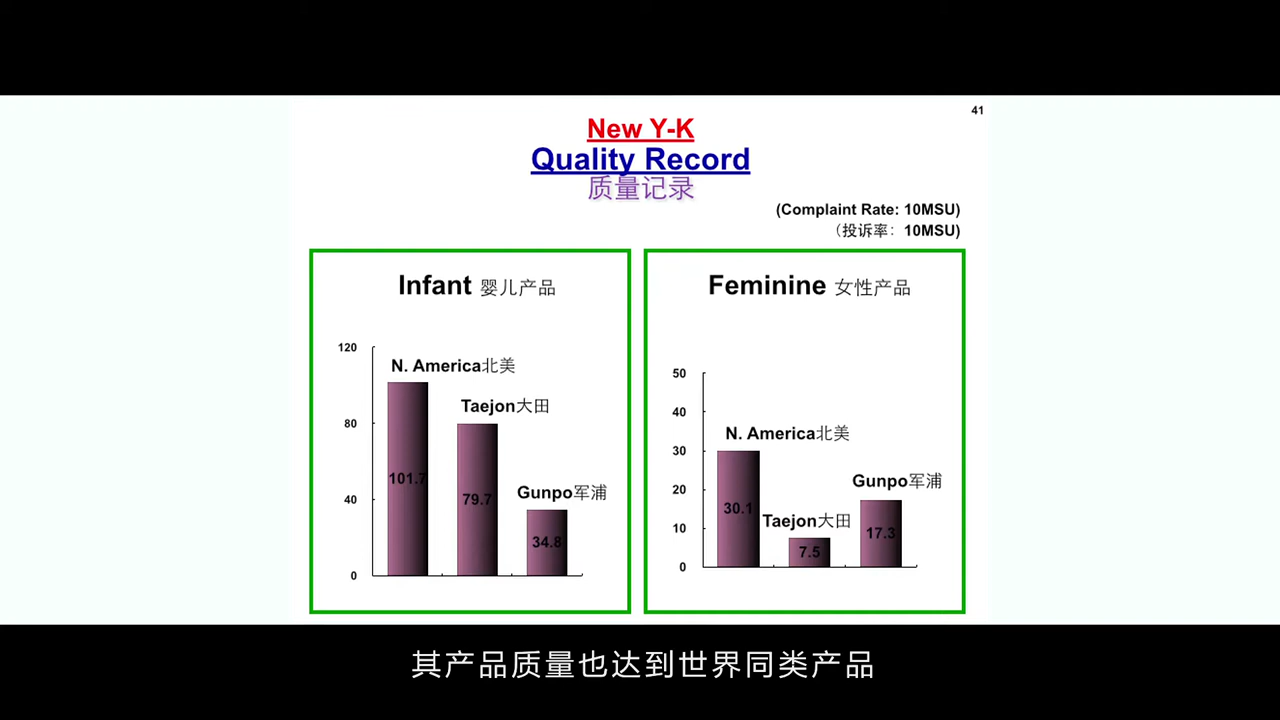 41
New Y-K
Quality Record
质量记录
(Complaint Rate: 10MSU)
（投诉率：10MSU)
Infant 婴儿产品
120
80
40
0
N. America北美
101.7
Taejon大田
79.7
Gunpo军浦
34.8
Feminine 女性产品
50
40
30
20
10
0
N. America北美
30.1
Taejon大田
7.5
Gunpo军浦
17.3
其产品质量也达到世界同类产品